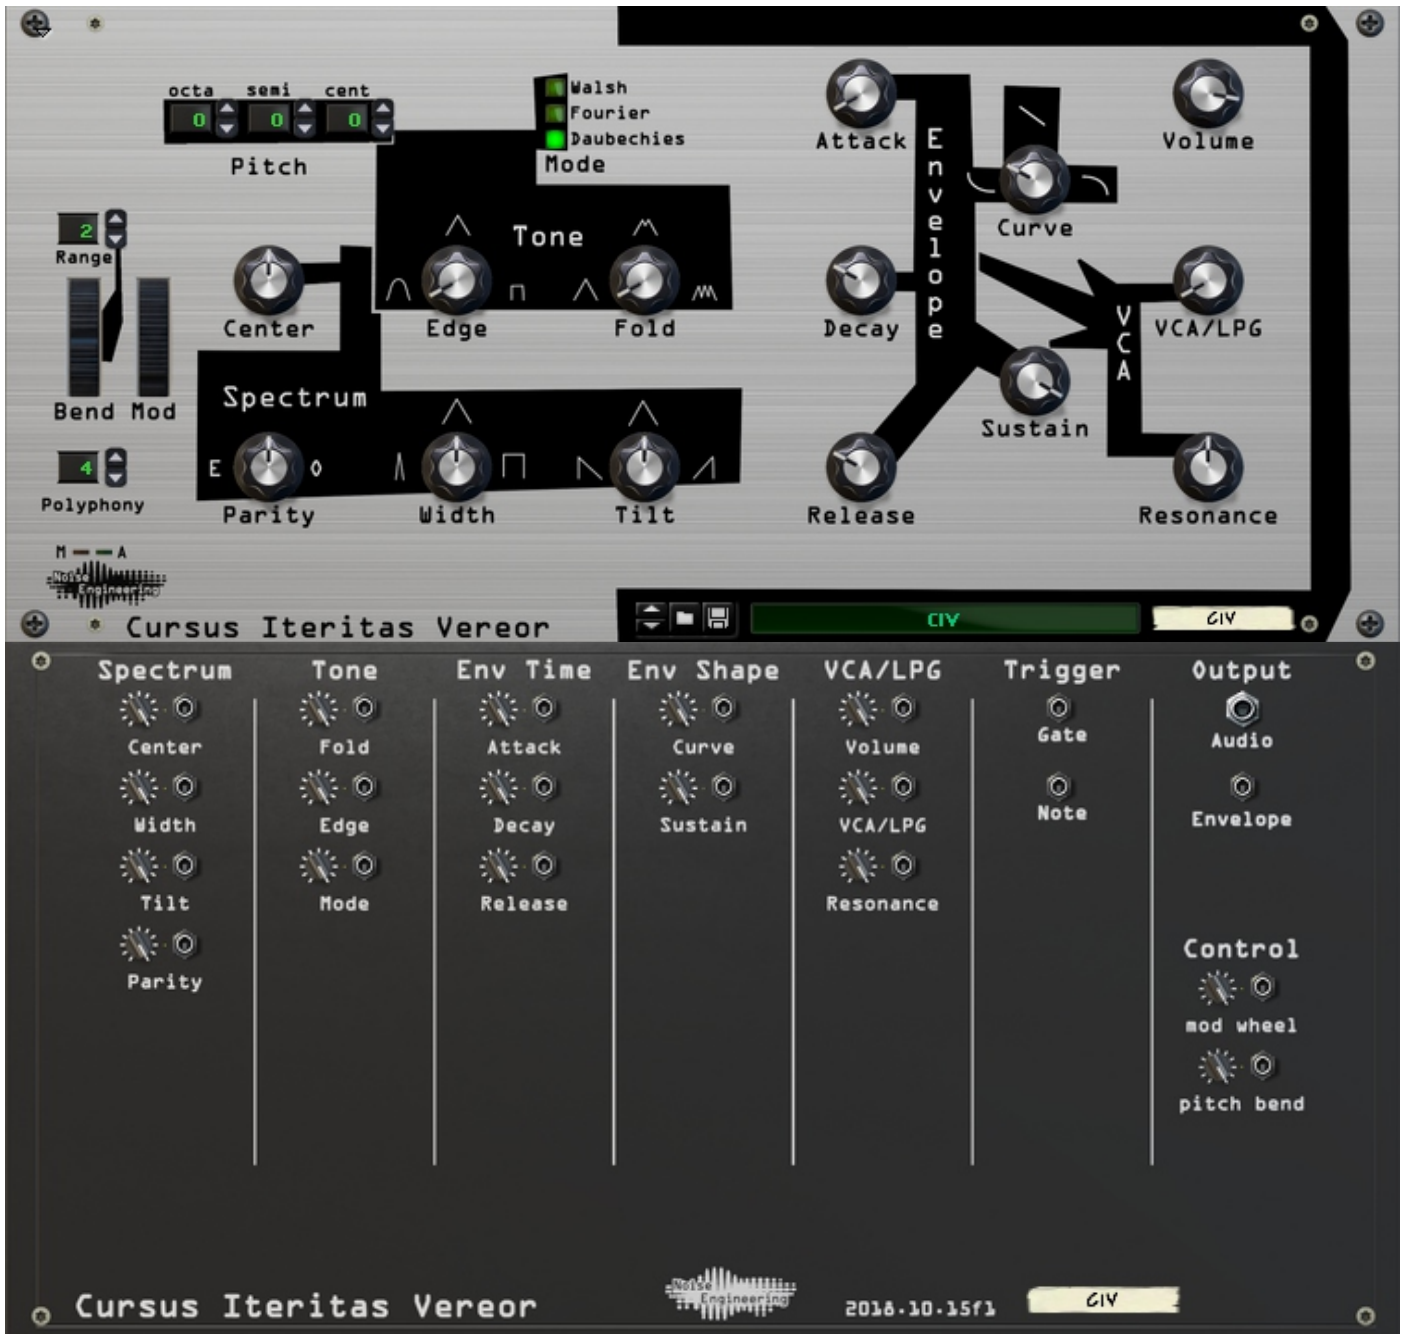 octa semi cent
0 0 0
Pitch
Walsh
Fourier
Daubechies
Mode
Attack
Envelope
Volume
Curve
2
Range
Tone
Center
Edge
Fold
Decay
VCA
VCA/LPG
Bend Mod
Spectrum
Sustain
4
Polyphony
E O
Parity
Width
Tilt
Release
Resonance
M A
Noise
Engineering
Cursus Iteritas Vereor
CIV
CIV
Spectrum Tone Env Time Env Shape VCA/LPG Trigger Output
Center Fold Attack Curve Volume Gate Audio
Width Edge Decay Sustain VCA/LPG Note Envelope
Tilt Mode Release Resonance
Parity
Control
mod wheel
pitch bend
Noise
Engineering
Cursus Iteritas Vereor
2018.10.15f1
CIV